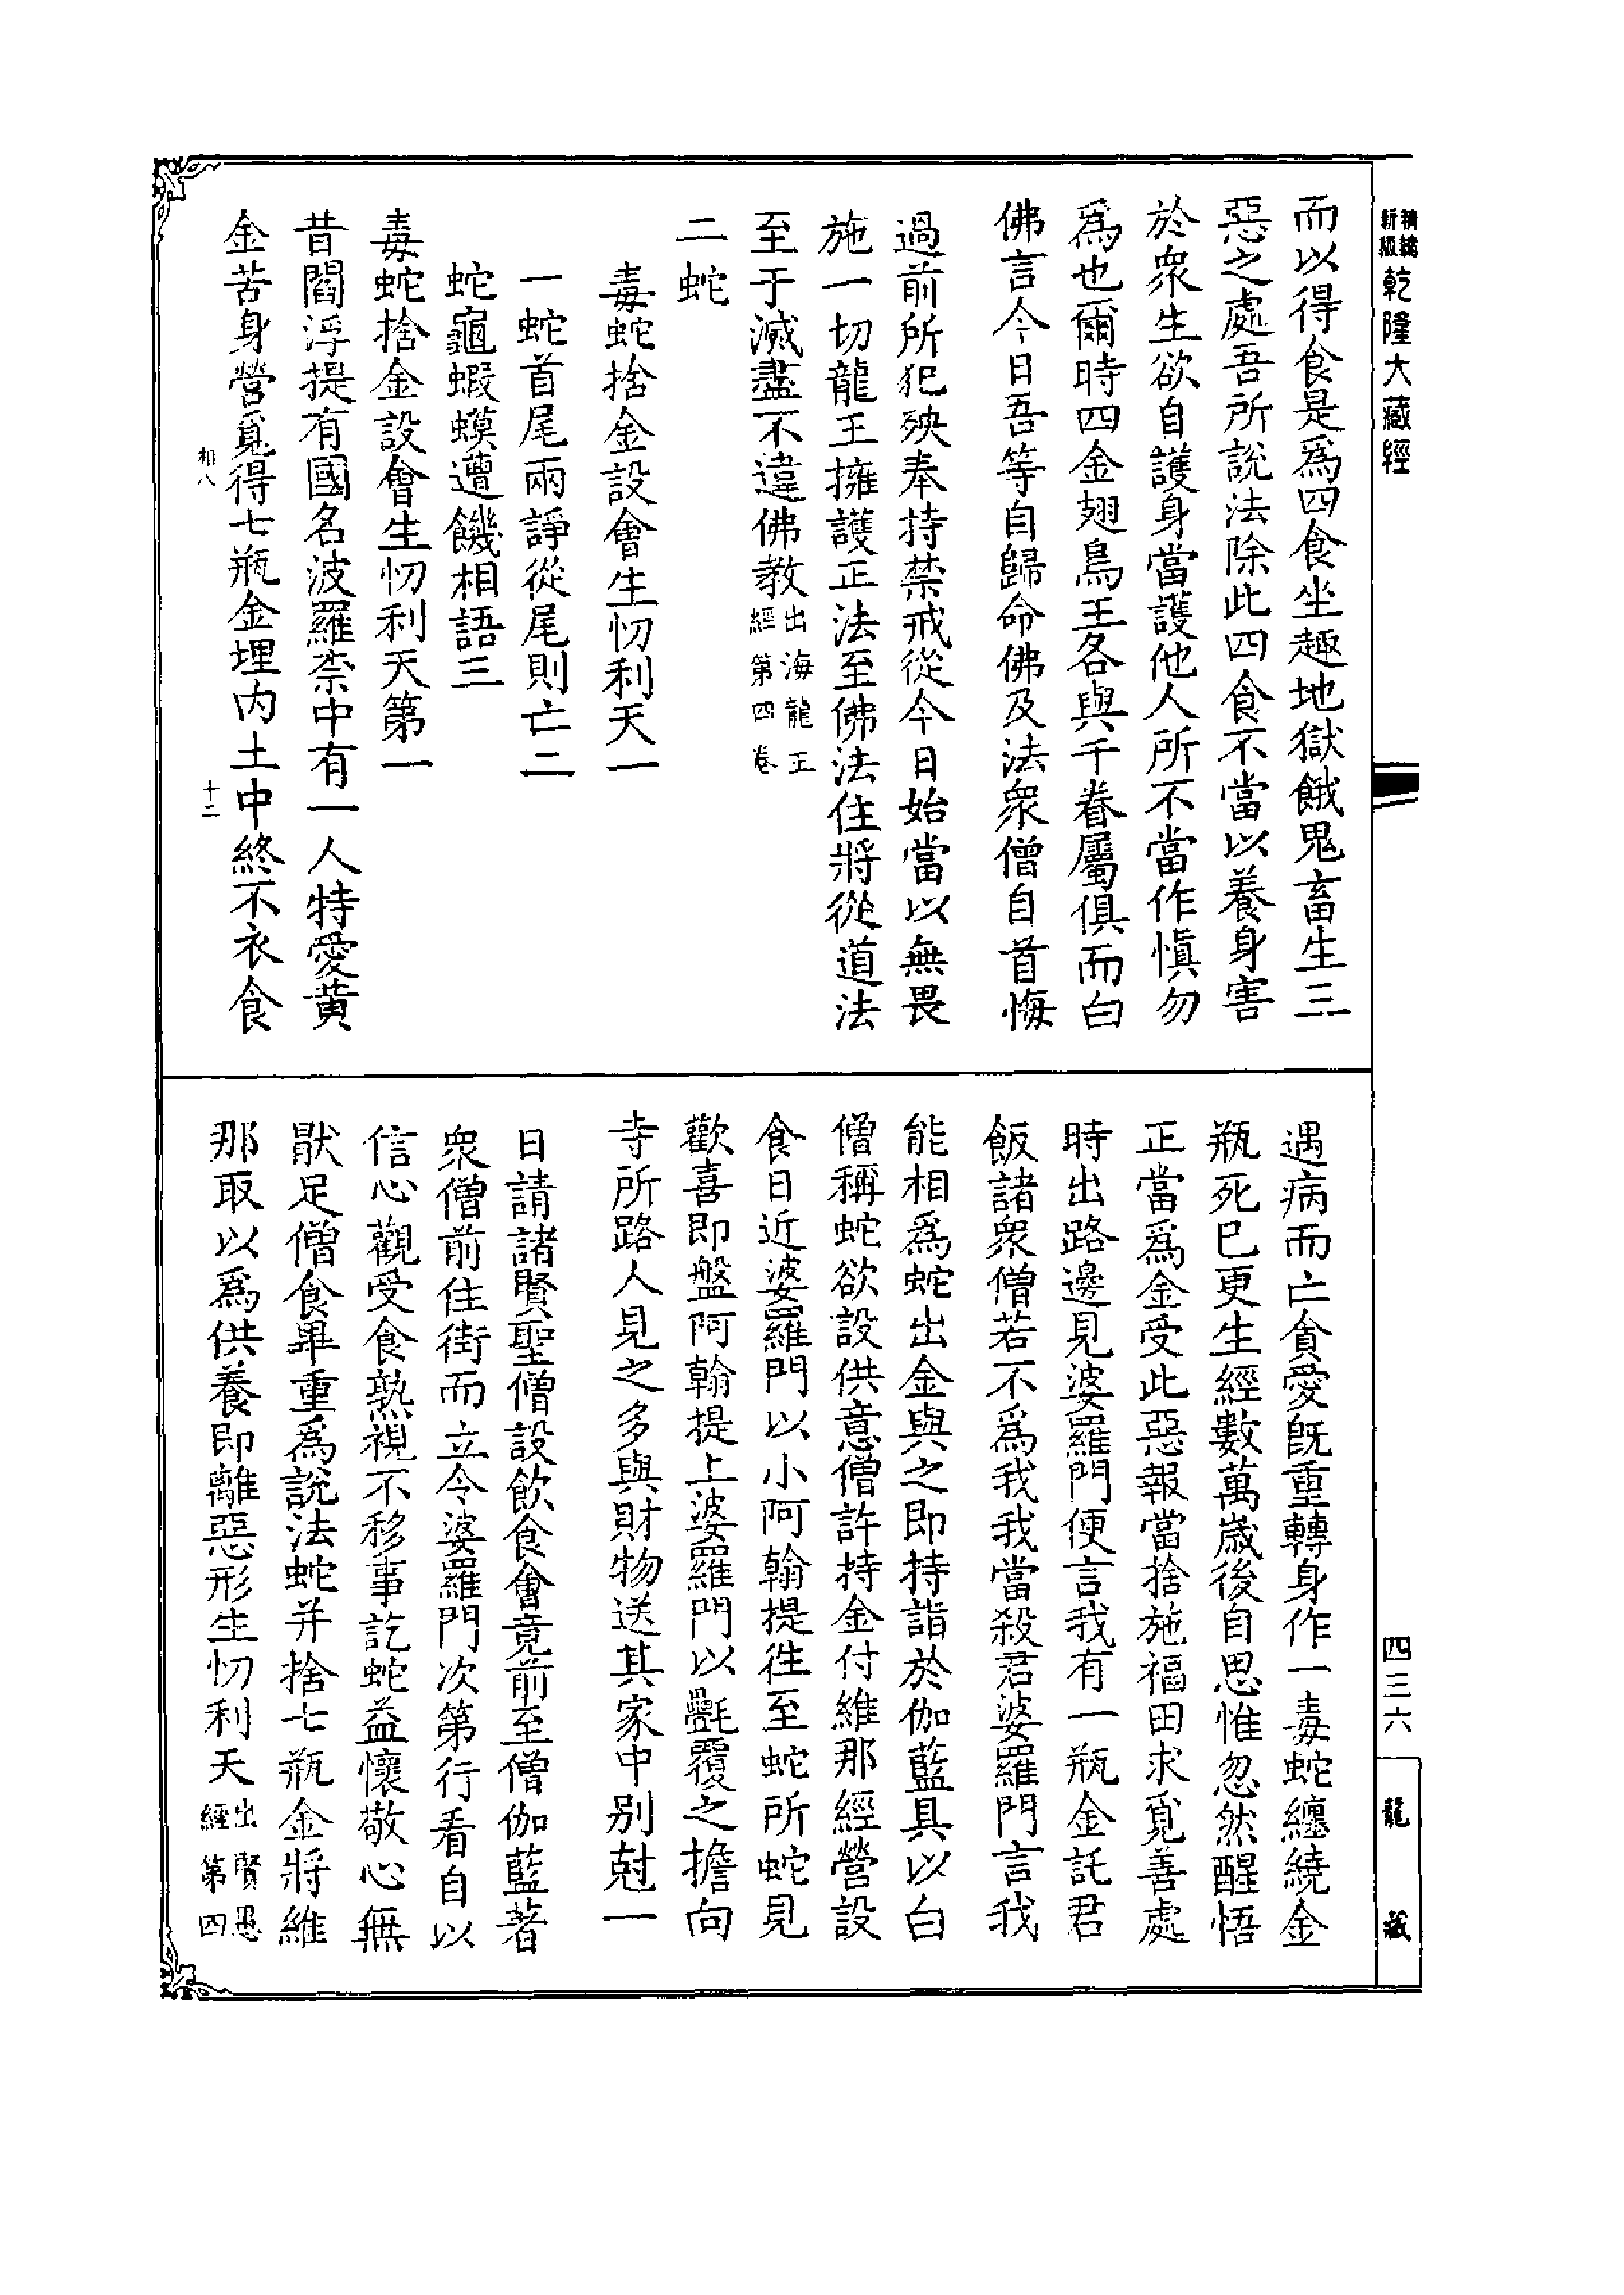 新編縮版乾隆大藏經
而以得食是爲四食坐趣地獄餓鬼畜生三
惡之處吾所說法除此四食不當以養身害
於眾生欲自護身當護他人所不當作愼勿
爲也爾時四金翅鳥王各與千眷屬俱而白
佛言今日吾等自歸命佛及法眾僧自首悔
過前所犯殃奉持禁戒從今日始當以無畏
施一切龍王擁護正法至佛法住將從道法
至于滅盡不違佛教出海龍王經第四卷
二蛇
毒蛇捨金設會生忉利天一
一蛇首尾兩諍從尾則亡二
蛇龜蝦蟆遭饑相語三
毒蛇捨金設會生忉利天第一
昔閻浮提有國名波羅柰中有一人特愛黄
金苦身營覓得七瓶金埋内土中終不衣食
相八
十二
遇病而亡貪愛旣重轉身作一毒蛇纏繞金
瓶死巳更生經數萬歲後自思惟忽然醒悟
正當爲金受此惡報當捨施福田求覓善處
時出路邊見婆羅門便言我有一瓶金託君
飯諸眾僧若不爲我我當殺君婆羅門言我
能相爲蛇出金與之即持詣於伽藍具以白
僧稱蛇欲設供意僧許持金付維那經營設
食日近婆羅門以小阿翰提徃至蛇所蛇見
歡喜即盤阿翰提上婆羅門以㲲覆之擔向
寺所路人見之多與財物送其家中别尅一
日請諸賢聖僧設飲食會竟前至僧伽藍著
眾僧前住街而立令婆羅門次第行看自以
信心觀受食熟視不移事訖蛇益懷敬心無
猒足僧食畢重爲說法蛇并捨七瓶金將維
那取以爲供養即離惡形生忉利天出賢愚經第四
四三六
龍藏